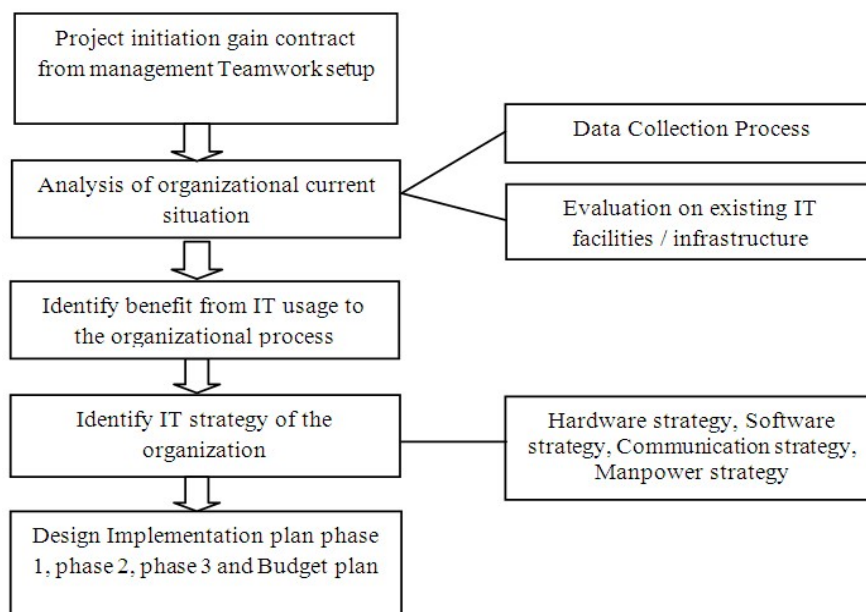 Project initiation gain contract
from management Teamwork setup
Data Collection Process
Analysis of organizational current
situation
Evaluation on existing IT
facilities / infrastructure
Identify benefit from IT usage to
the organizational process
Identify IT strategy of the
organization
Hardware strategy, Software
strategy, Communication strategy,
Manpower strategy
Design Implementation plan phase
1, phase 2, phase 3 and Budget plan